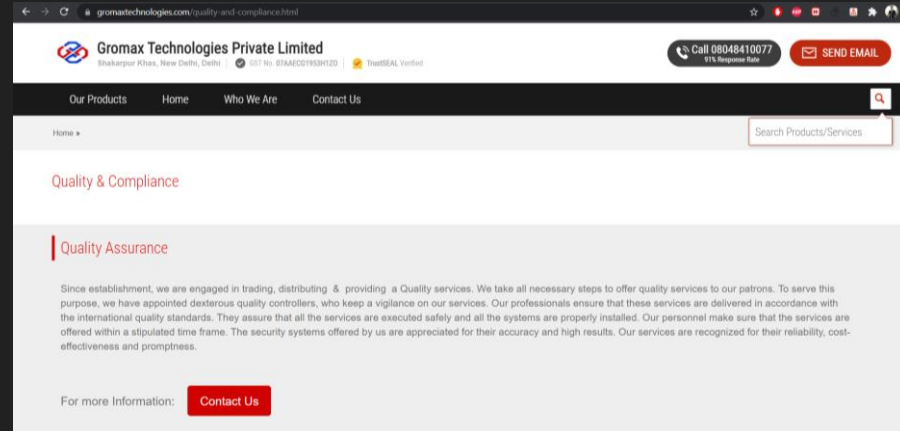 gromaxtechnologies.com/quality-and-compliance.html
Gromax Technologies Private Limited
Shakarpur Khas, New Delhi, Delhi GST No. 07AAECG1953H1ZD TrustSEAL Verified
Call 08048410077
91% Response Rate
SEND EMAIL
Our Products Home Who We Are Contact Us
Home »
Search Products/Services
Quality & Compliance
Quality Assurance
Since establishment, we are engaged in trading, distributing & providing a Quality services. We take all necessary steps to offer quality services to our patrons. To serve this
purpose, we have appointed dexterous quality controllers, who keep a vigilance on our services. Our professionals ensure that these services are delivered in accordance with
the international quality standards. They assure that all the services are executed safely and all the systems are properly installed. Our personnel make sure that the services are
offered within a stipulated time frame. The security systems offered by us are appreciated for their accuracy and high results. Our services are recognized for their reliability, cost-
effectiveness and promptness.
For more Information: Contact Us